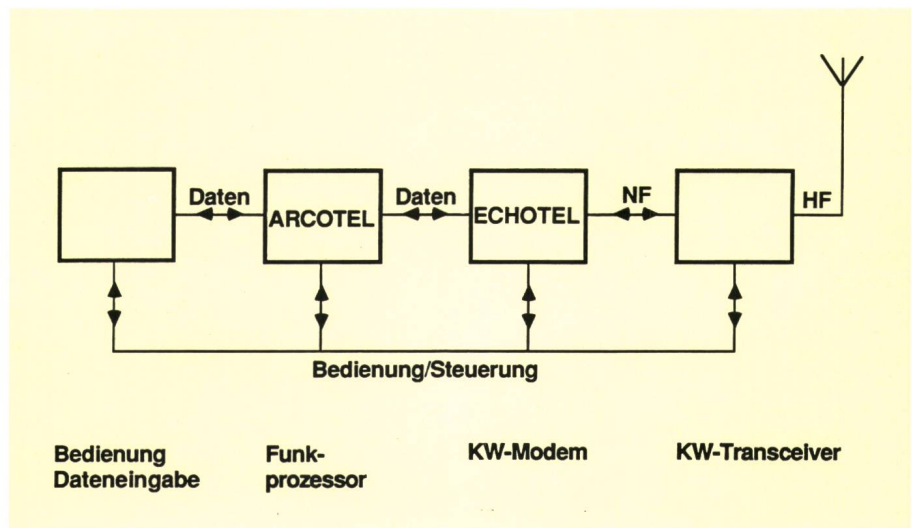 Daten
ARCOTEL
Daten
ECHOTEL
NF
HF
Bedienung/Steuerung
Bedienung
Dateneingabe
Funk-
prozessor
KW-Modem
KW-Transceiver